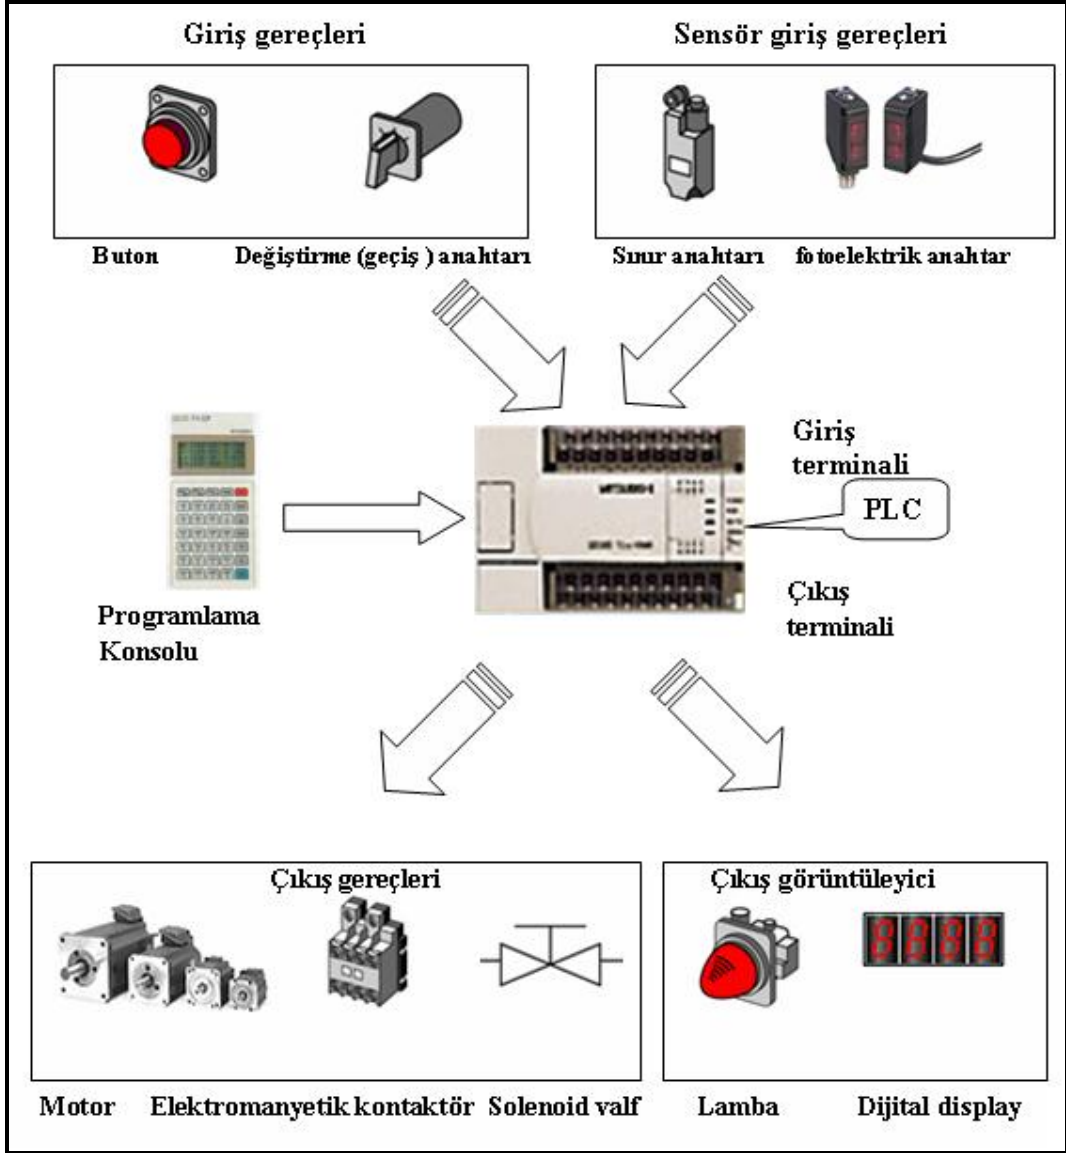 Giriş gereçleri
Sensör giriş gereçleri
Buton
Değiştirme (geçiş ) anahtarı
Sınır anahtarı
fotoelektrik anahtar
Giriş
terminali
PLC
Programlama
Konsolu
Çıkış
terminali
Çıkış gereçleri
Çıkış görüntüleyici
8888
Motor
Elektromanyetik kontaktör
Solenoid valf
Lamba
Dijital display